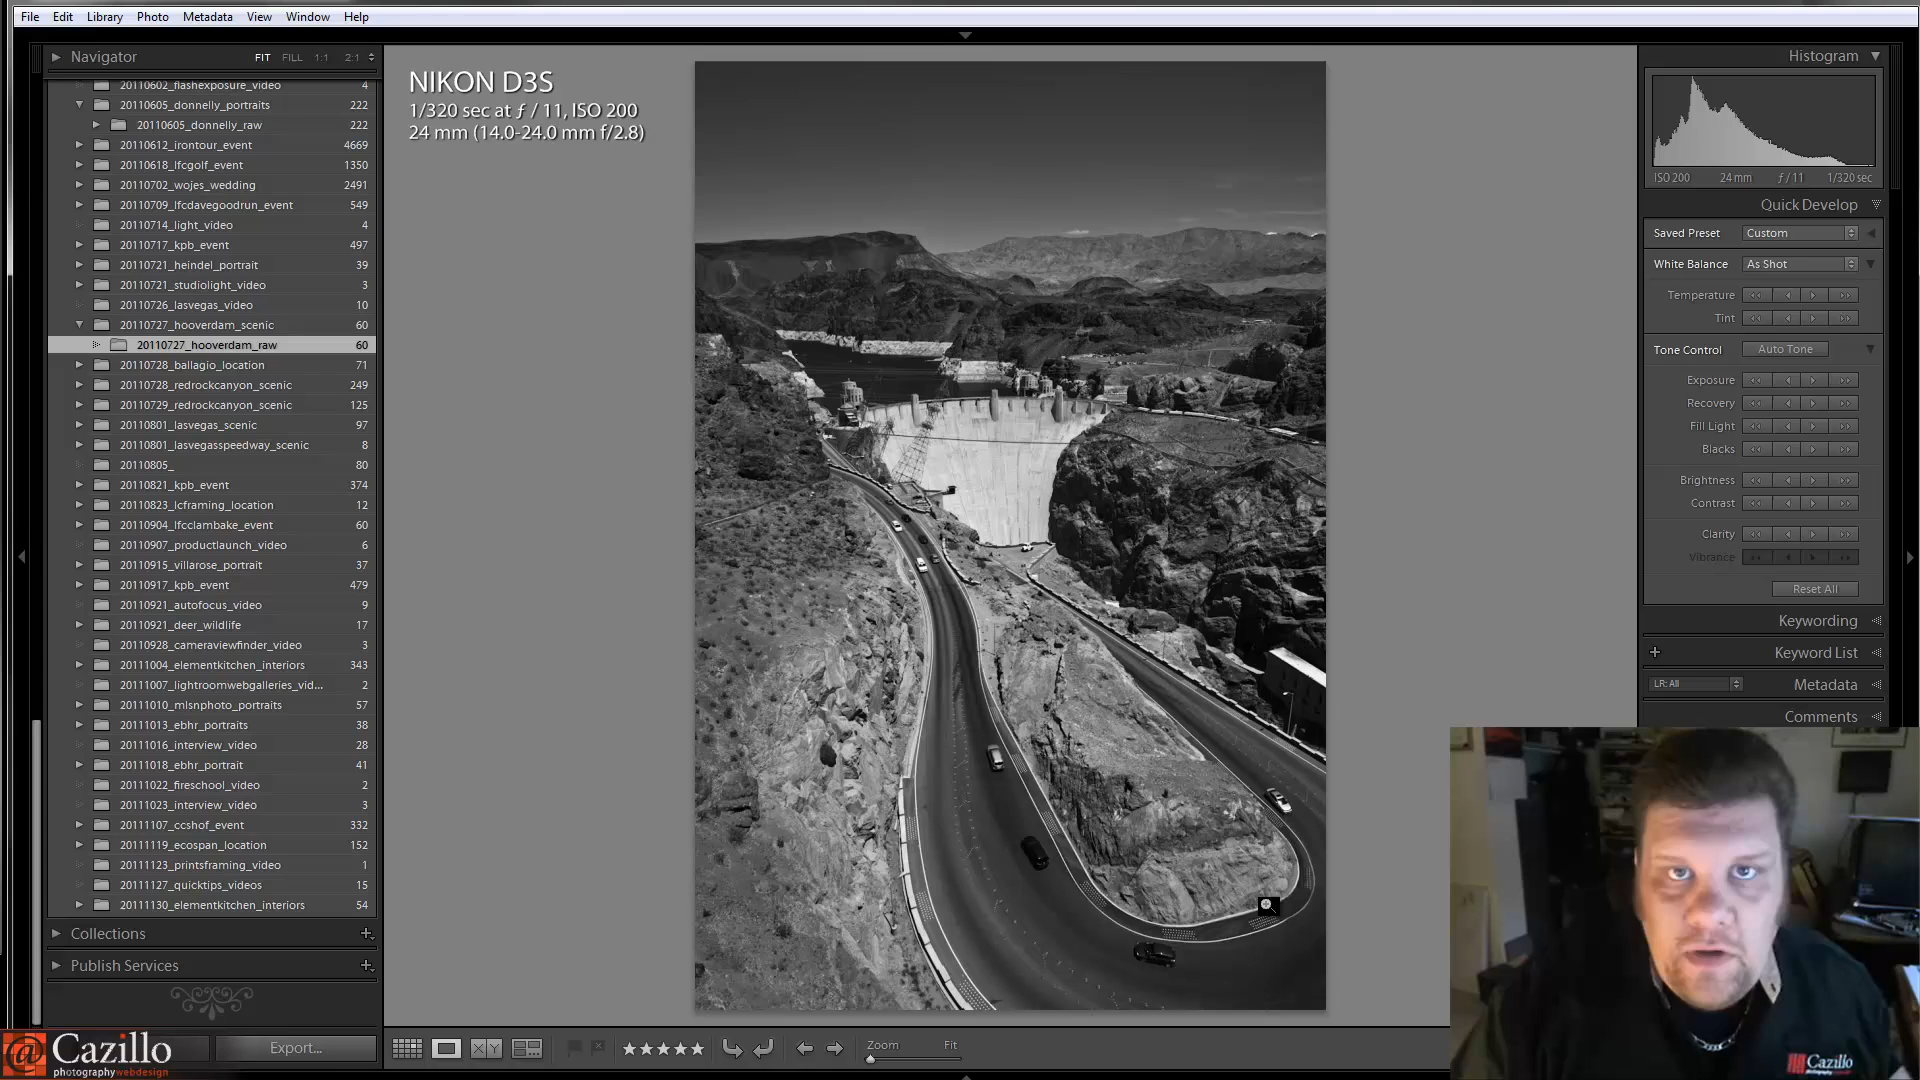 File Edit Library Photo Metadata View Window Help
Navigator FIT FILL 1:1 2:1
20110602_flashexposure_video 4
20110605_donnelly_portraits 222
20110605_donnelly_raw 222
20110612_irontour_event 4669
20110618_lfcgolf_event 1350
20110702_wojes_wedding 2491
20110709_lfcdavegoodrun_event 549
20110714_light_video 4
20110717_kpb_event 497
20110721_heindel_portrait 39
20110721_studiolight_video 3
20110726_lasvegas_video 10
20110727_hooverdam_scenic 60
20110727_hooverdam_raw 60
20110728_ballagio_location 71
20110728_redrockcanyon_scenic 249
20110729_redrockcanyon_scenic 125
20110801_lasvegas_scenic 97
20110801_lasvegasspeedway_scenic 8
20110805_ 80
20110821_kpb_event 374
20110823_lcframing_location 12
20110904_lfcclambake_event 60
20110907_productlaunch_video 6
20110915_villarose_portrait 37
20110917_kpb_event 479
20110921_autofocus_video 9
20110921_deer_wildlife 17
20110928_cameraviewfinder_video 3
20111004_elementkitchen_interiors 343
20111007_lightroomwebgalleries_vid... 2
20111010_mlsnphoto_portraits 57
20111013_ebhr_portraits 38
20111016_interview_video 28
20111018_ebhr_portrait 41
20111022_fireschool_video 2
20111023_interview_video 3
20111107_ccshof_event 332
20111119_ecospan_location 152
20111123_printsframing_video 1
20111127_quicktips_videos 15
20111130_elementkitchen_interiors 54
Collections +
Publish Services +
@ Cazillo
photographywebdesign
Export...
NIKON D3S
1/320 sec at ƒ / 11, ISO 200
24 mm (14.0-24.0 mm f/2.8)
XY
Zoom Fit
Histogram
ISO 200 24 mm ƒ / 11 1/320 sec
Quick Develop
Saved Preset Custom
White Balance As Shot
Temperature
Tint
Tone Control Auto Tone
Exposure
Recovery
Fill Light
Blacks
Brightness
Contrast
Clarity
Vibrance
Reset All
Keywording
+ Keyword List
LR: All Metadata
Comments
Cazillo